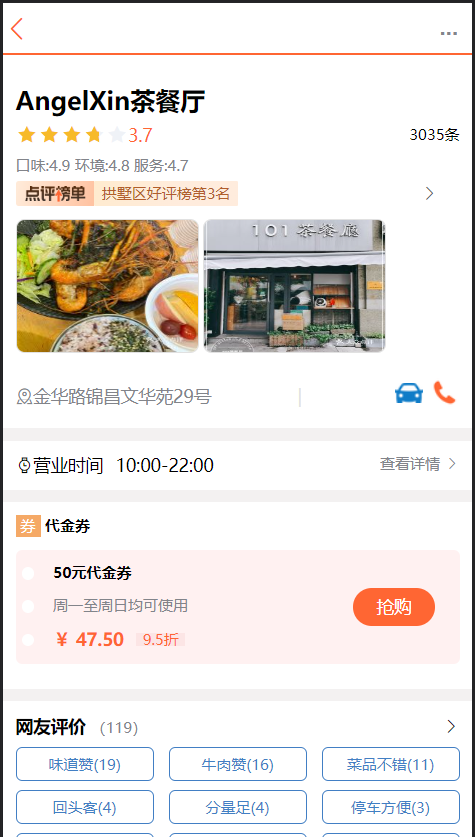 AngelXin茶餐厅
3.7
3035条
口味:4.9 环境:4.8 服务:4.7
点评榜单 拱墅区好评榜第3名
101 茶餐廳
金华路锦昌文华苑29号
营业时间 10:00-22:00
查看详情
券 代金券
50元代金券
周一至周日均可使用
抢购
¥ 47.50 9.5折
网友评价 (119)
味道赞(19) 牛肉赞(16) 菜品不错(11)
回头客(4) 分量足(4) 停车方便(3)